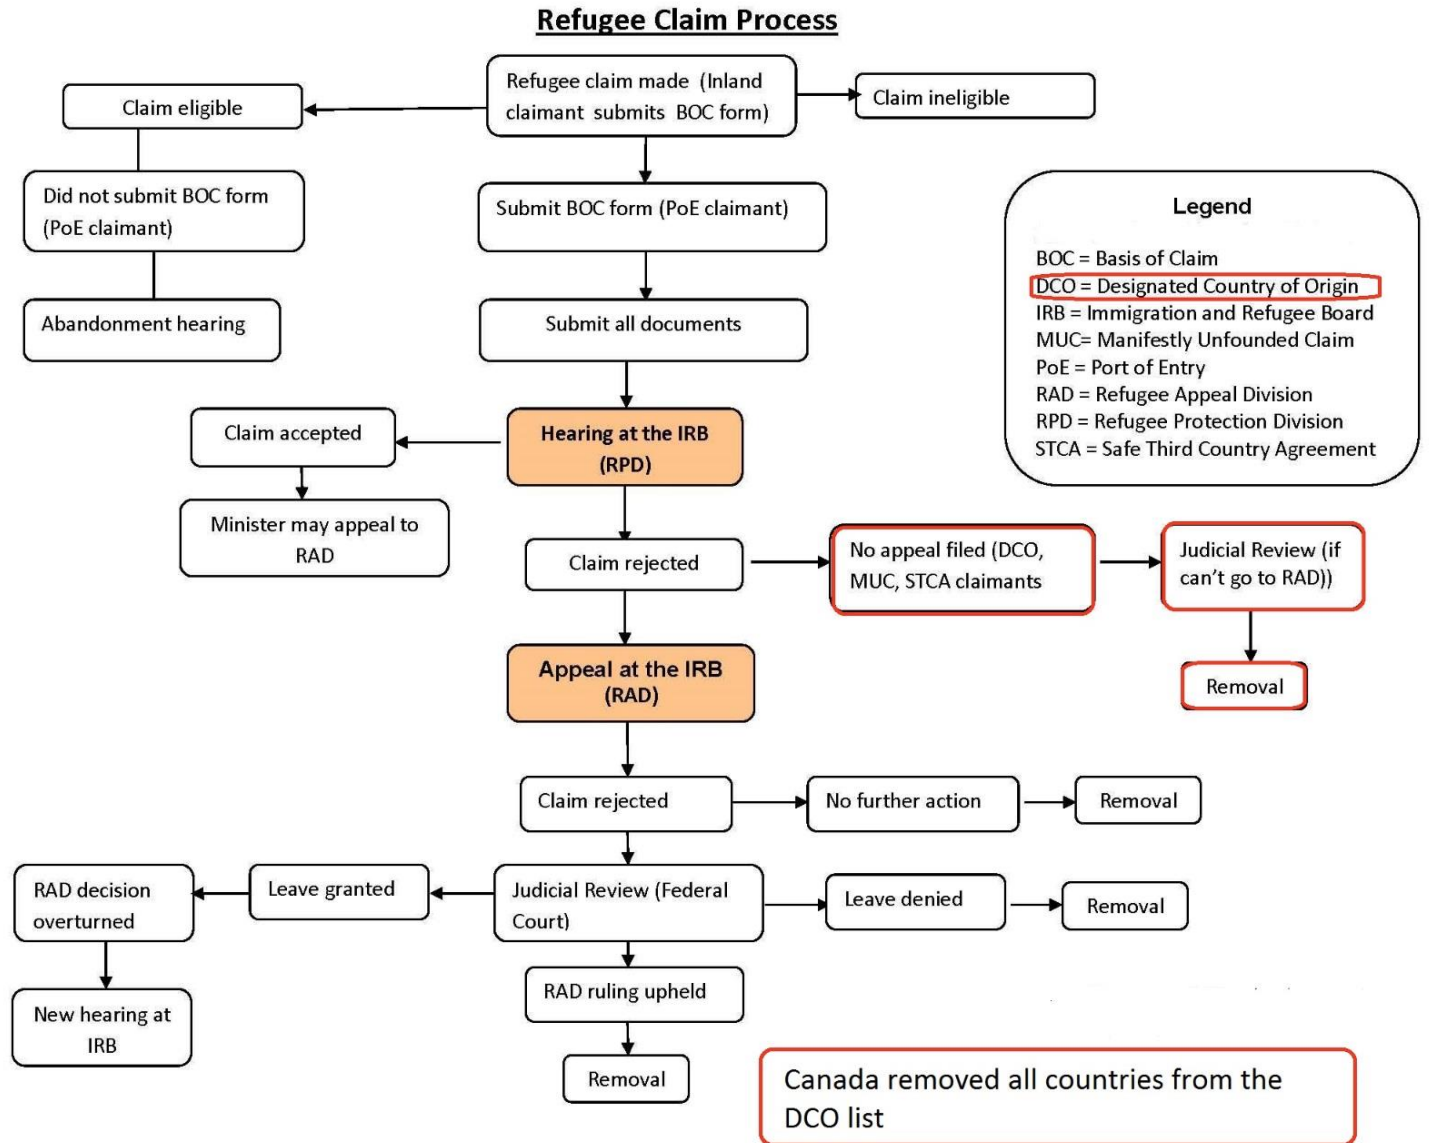 Refugee Claim Process
Refugee claim made (Inland
claimant submits BOC form)
Claim eligible
Claim ineligible
Did not submit BOC form
(PoE claimant)
Submit BOC form (PoE claimant)
Abandonment hearing
Submit all documents
Legend
BOC = Basis of Claim
DCO = Designated Country of Origin
IRB = Immigration and Refugee Board
MUC= Manifestly Unfounded Claim
PoE = Port of Entry
RAD = Refugee Appeal Division
RPD = Refugee Protection Division
STCA = Safe Third Country Agreement
Claim accepted
Hearing at the IRB
(RPD)
Minister may appeal to
RAD
Claim rejected
No appeal filed (DCO,
MUC, STCA claimants
Judicial Review (if
can't go to RAD))
Removal
Appeal at the IRB
(RAD)
Claim rejected
No further action
Removal
RAD decision
overturned
Leave granted
Judicial Review (Federal
Court)
Leave denied
Removal
New hearing at
IRB
RAD ruling upheld
Removal
Canada removed all countries from the
DCO list